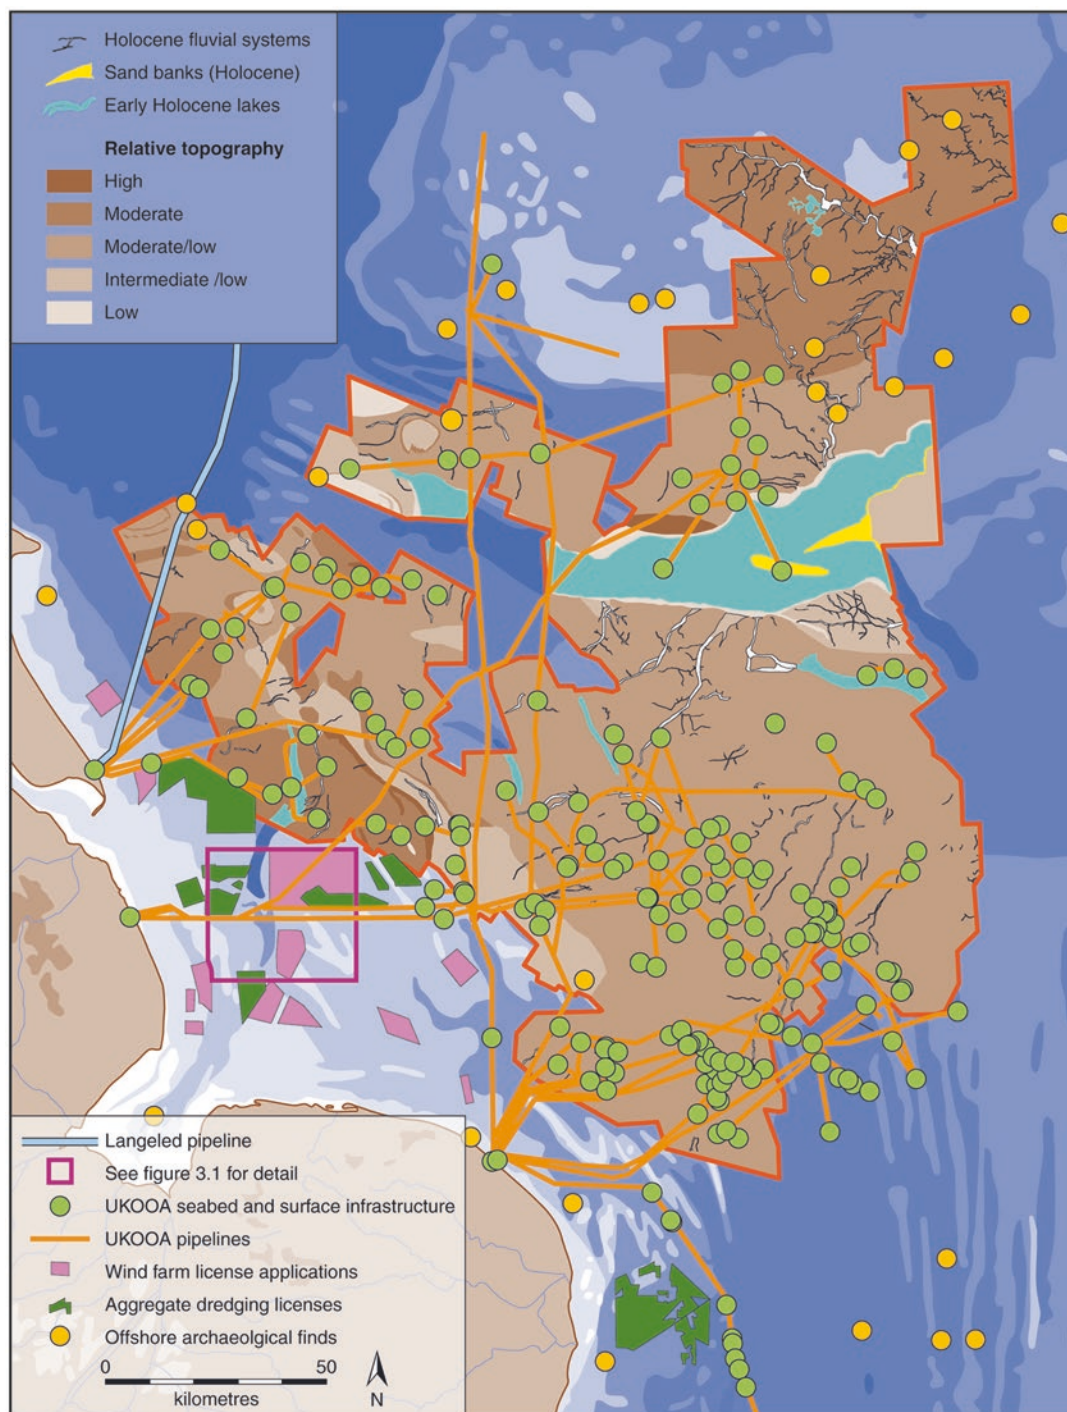 Holocene fluvial systems
Sand banks (Holocene)
Early Holocene lakes
Relative topography
High
Moderate
Moderate/low
Intermediate /low
Low
Langeled pipeline
See figure 3.1 for detail
UKOOA seabed and surface infrastructure
UKOOA pipelines
Wind farm license applications
Aggregate dredging licenses
Offshore archaeolgical finds
0 50
kilometres N